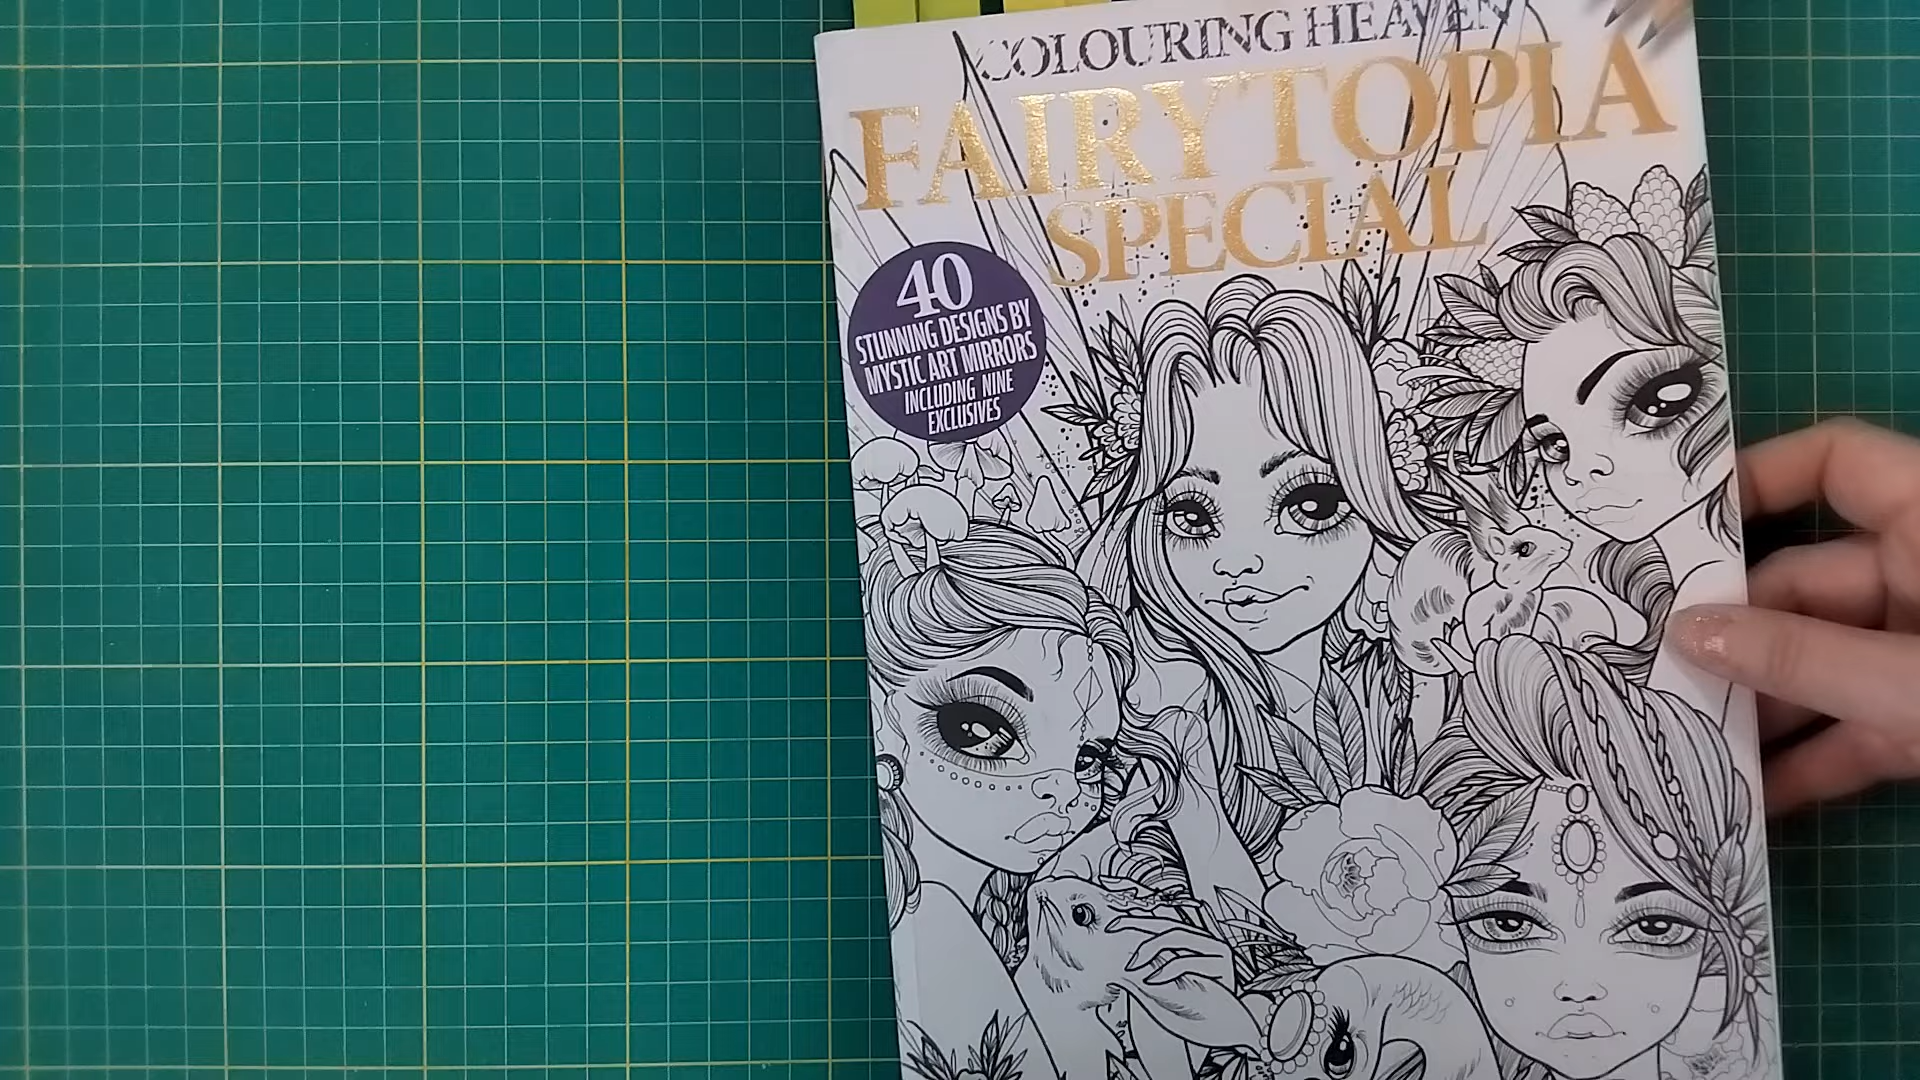 COLOURING HEAVEN
FAIRYTOPIA
SPECIAL
40
STUNNING DESIGNS BY
MYSTIC ART MIRRORS
INCLUDING NINE
EXCLUSIVES